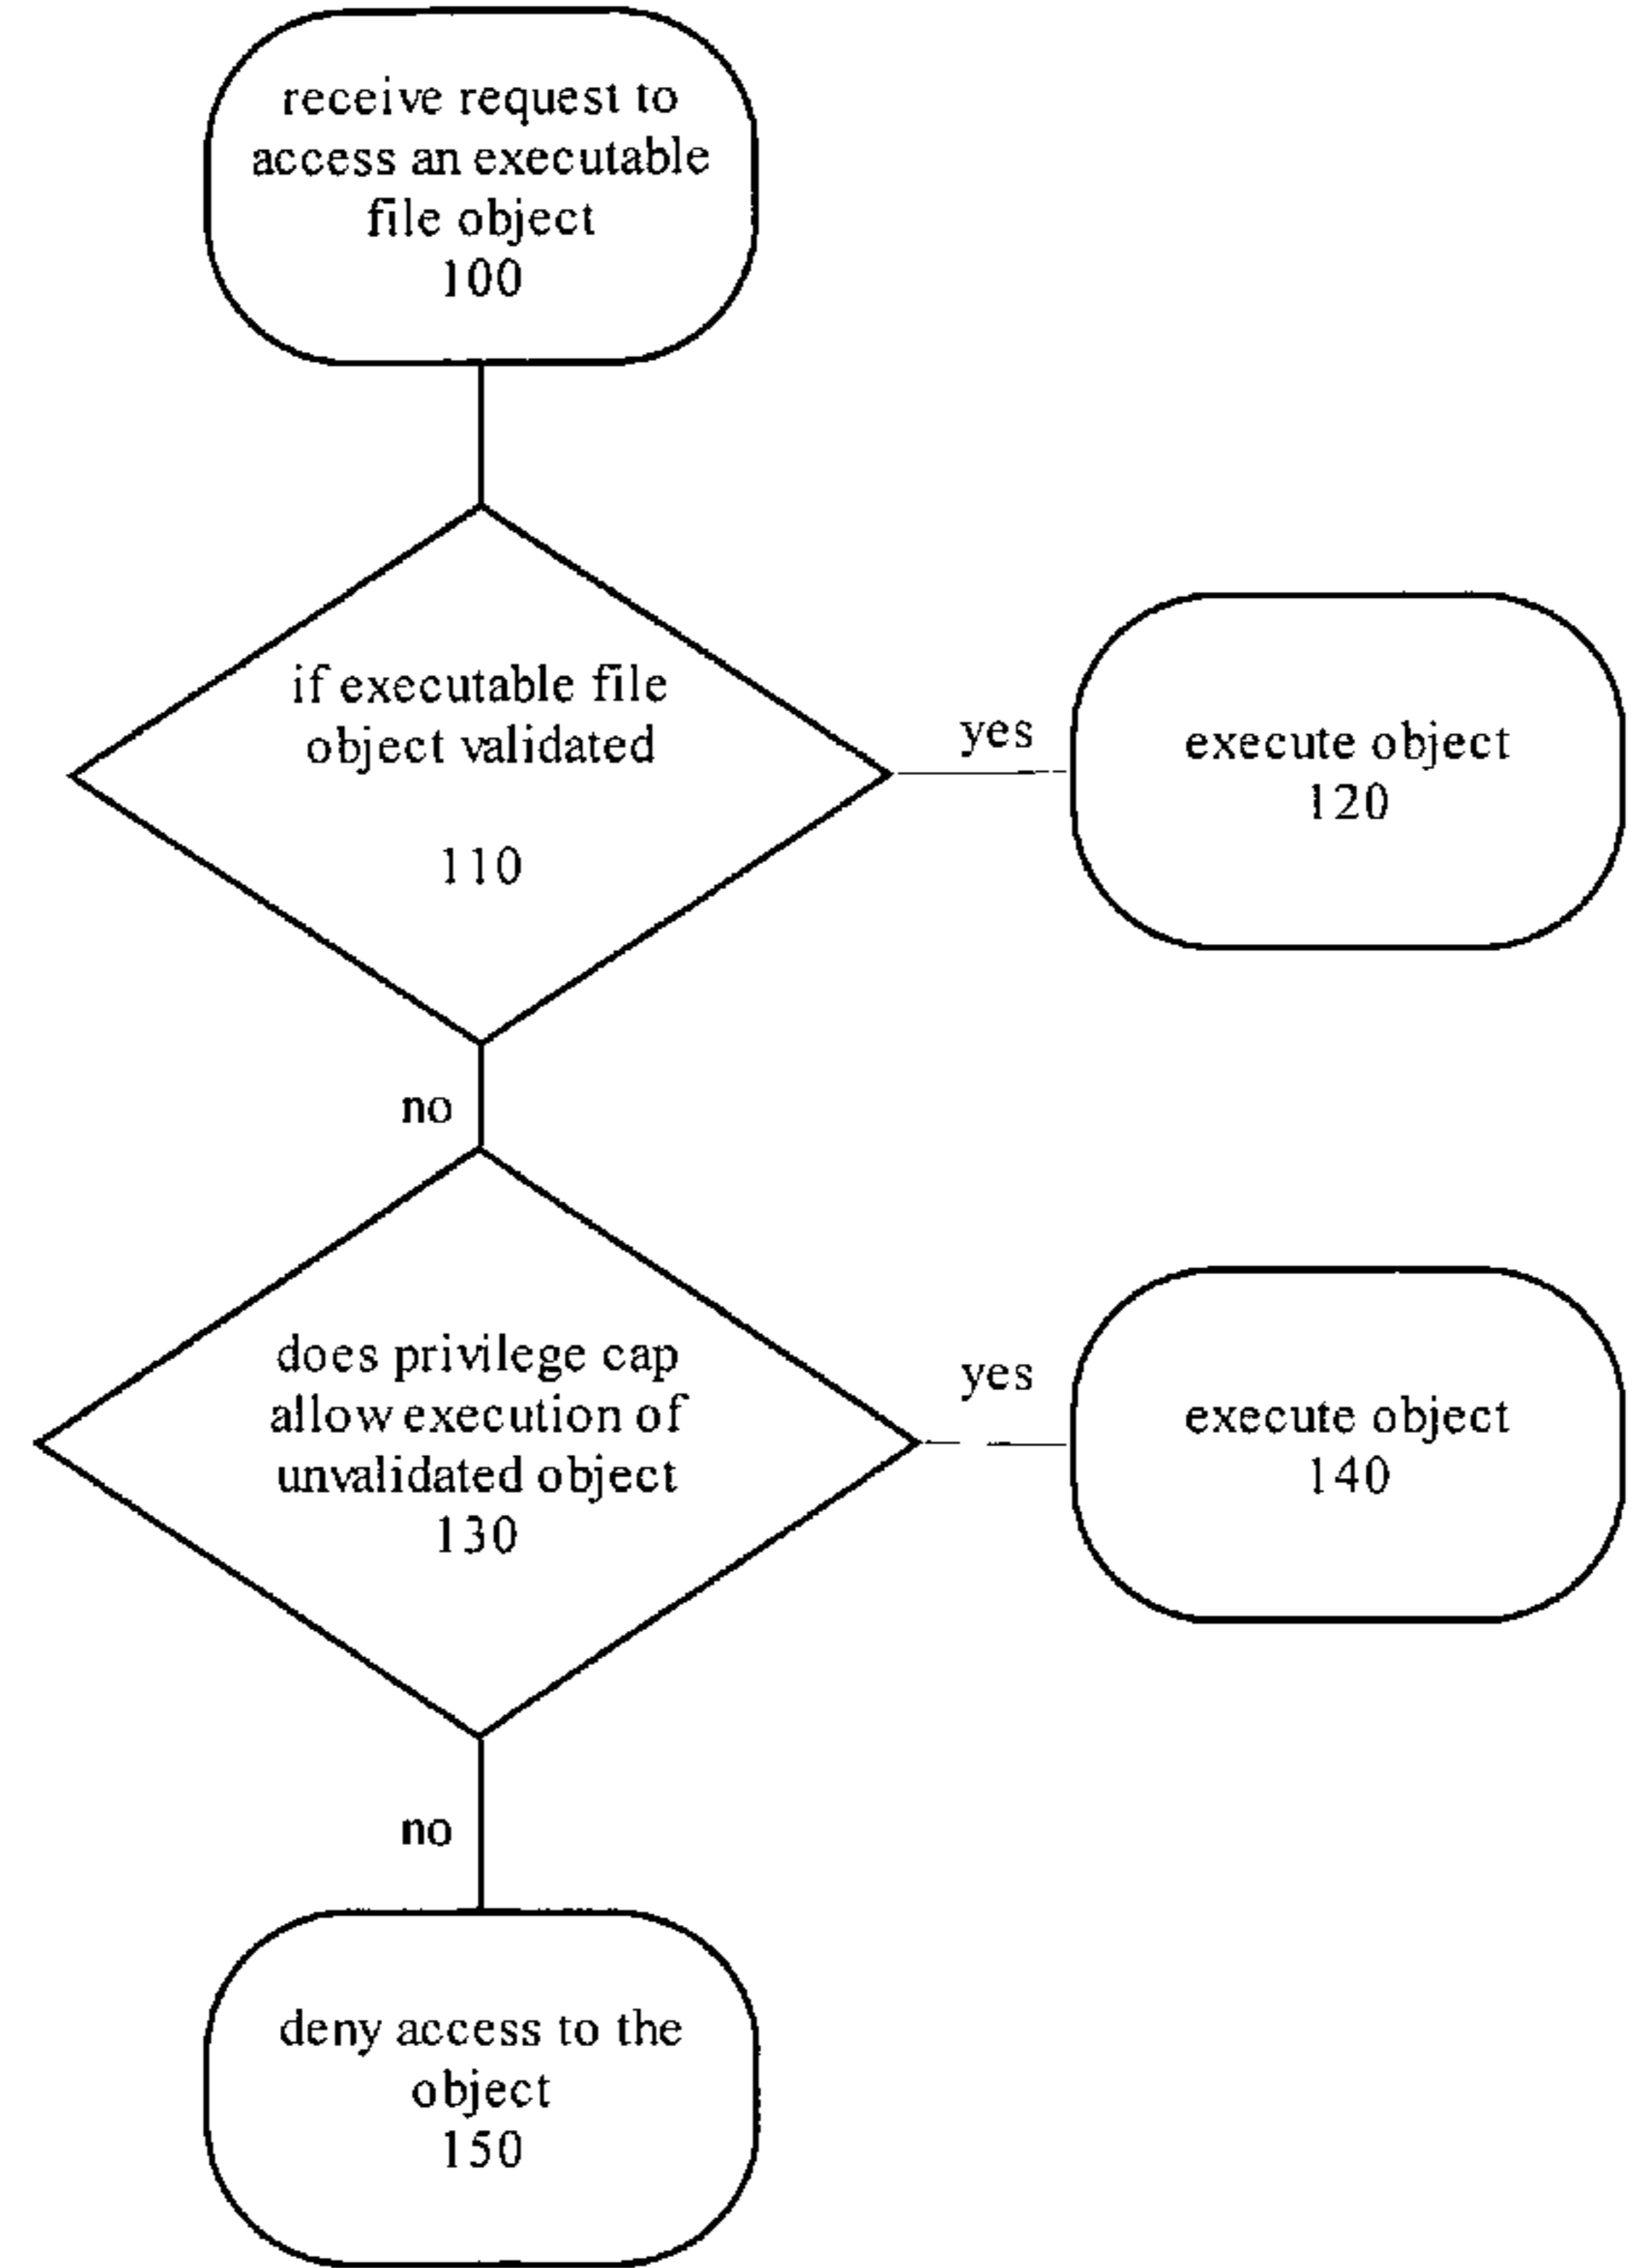 receive request to
access an executable
file object
100
if executable file
object validated
110
yes
execute object
120
no
does privilege cap
allow execution of
unvalidated object
130
yes
execute object
140
no
deny access to the
object
150